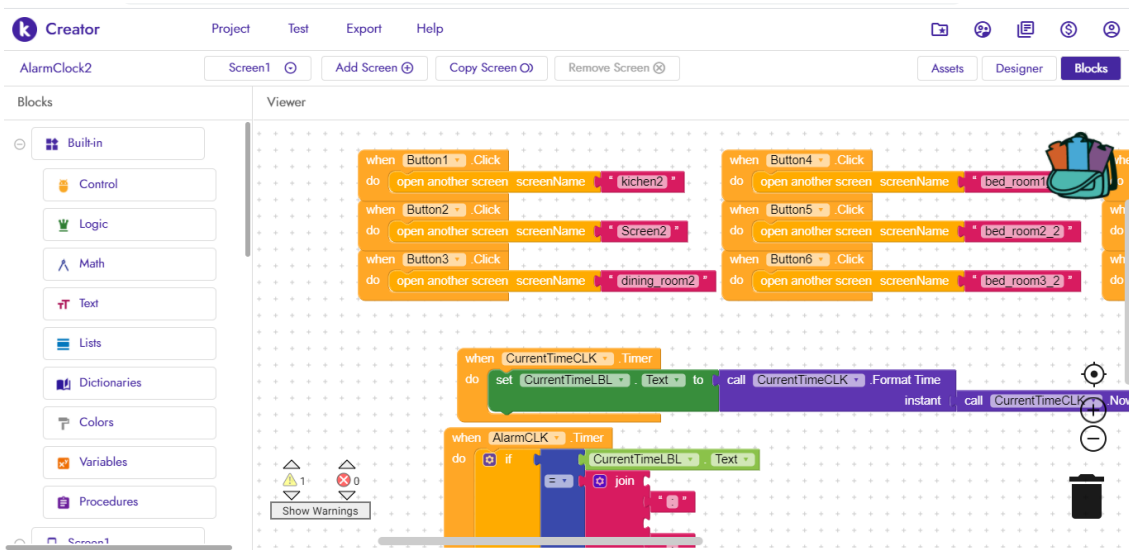 k Creator Project Test Export Help
AlarmClock2 Screen1 Add Screen Copy Screen Remove Screen Assets Designer Blocks
Blocks Viewer
Built-in
Control
Logic
Math
Text
Lists
Dictionaries
Colors
Variables
Procedures
Screen1
when Button1 .Click
do open another screen screenName " kichen2 "
when Button2 .Click
do open another screen screenName " Screen2 "
when Button3 .Click
do open another screen screenName " dining_room2 "
when Button4 .Click
do open another screen screenName " bed_room1
when Button5 .Click
do open another screen screenName " bed_room2_2 "
when Button6 .Click
do open another screen screenName " bed_room3_2 "
do
do
when CurrentTimeCLK .Timer
do set CurrentTimeLBL . Text to call CurrentTimeCLK .Format Time
instant call CurrentTimeCLK .Now
when AlarmCLK .Timer
do if CurrentTimeLBL . Text
= join
" : "
1 0
Show Warnings